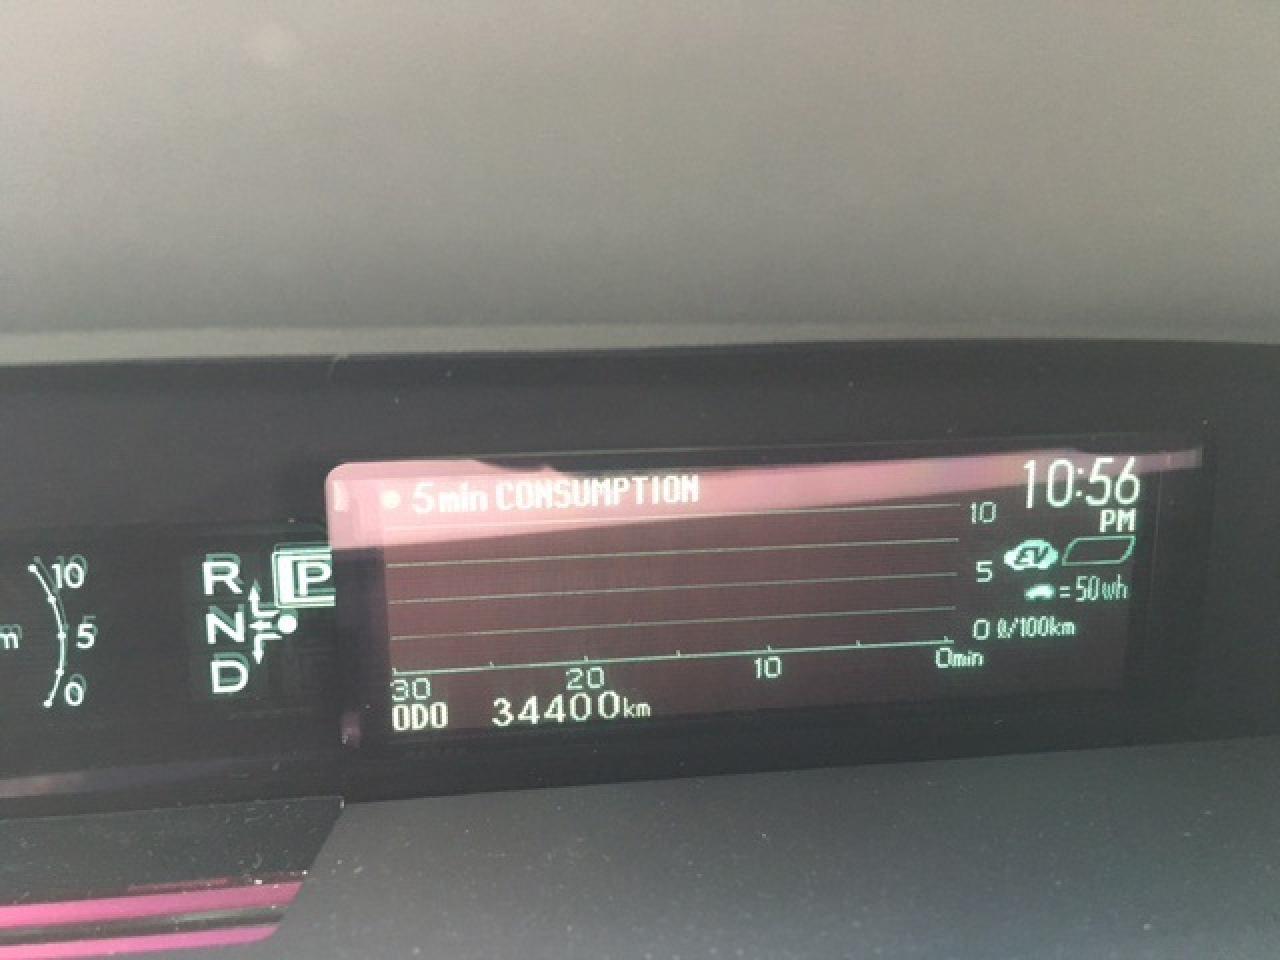 5min CONSUMPTION
10:56
PM
10
EV
5
= 50wh
0 ℓ/100km
30 20 10 0min
ODO 34400km
R P
N
D
10
m 5
0